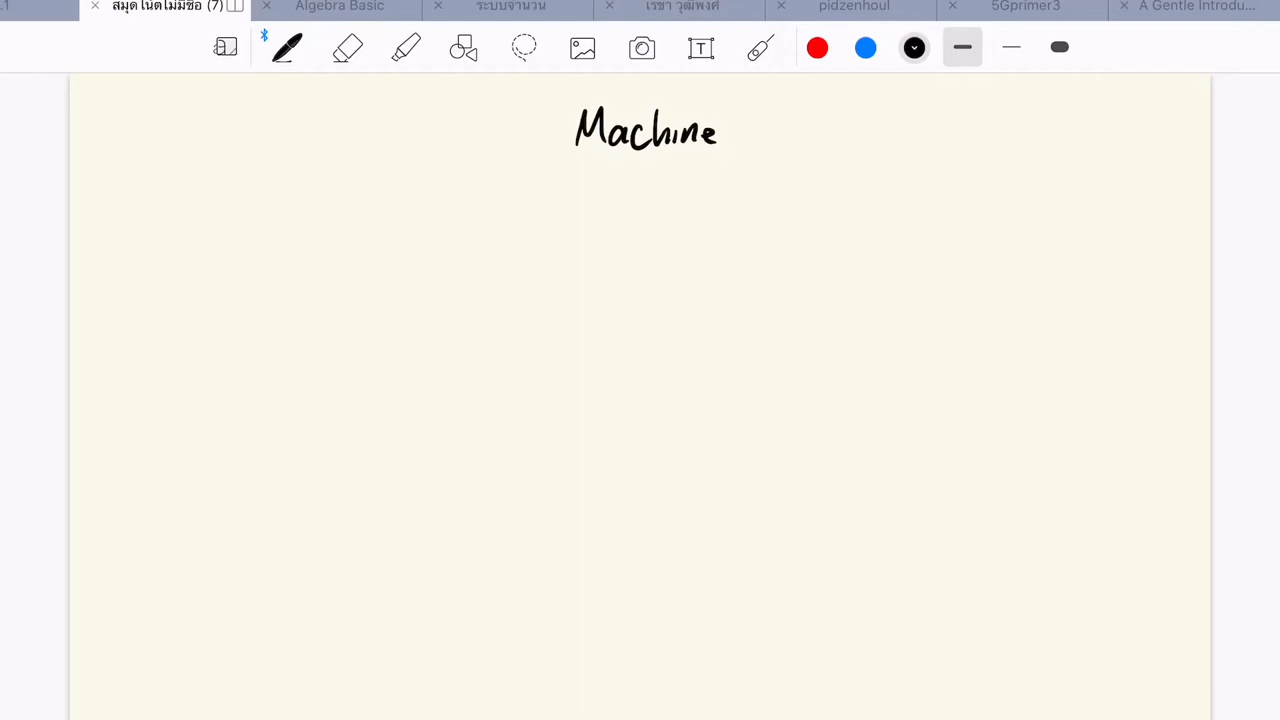 .1
สมุดโน้ตไม่มีชื่อ (7)
Algebra Basic
ระบบจำนวน
เรขา วุฒิพงศ์
pidzenhoul
5Gprimer3
A Gentle Introdu...
T
Machine